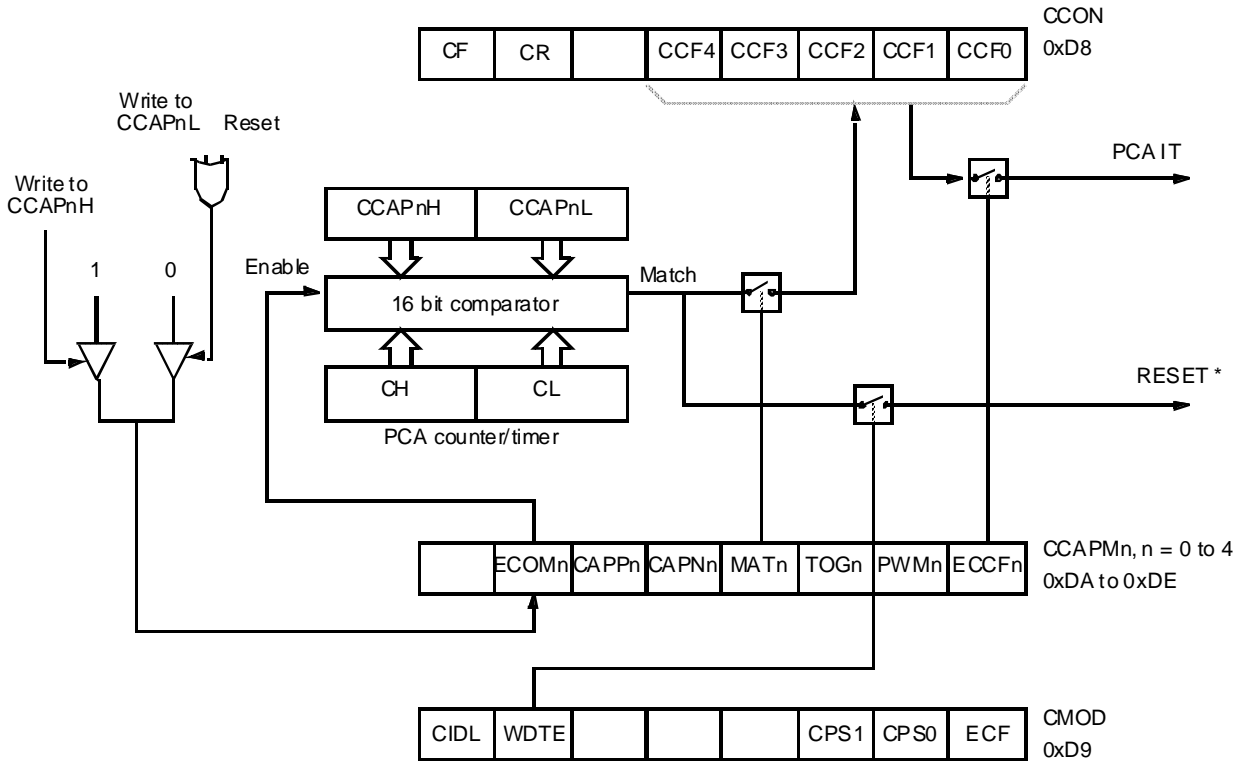 CCON
0xD8
CF CR CCF4 CCF3 CCF2 CCF1 CCF0
Write to
CCAPnL Reset
PCA IT
Write to
CCAPnH
CCAPnH CCAPnL
1 0
Enable
16 bit comparator
Match
CH CL
PCA counter/timer
RESET *
ECOMn CAPPn CAPNn MATn TOGn PWMn ECCFn
CCAPMn, n = 0 to 4
0xDA to 0xDE
CIDL WDTE CPS1 CPS0 ECF
CMOD
0xD9